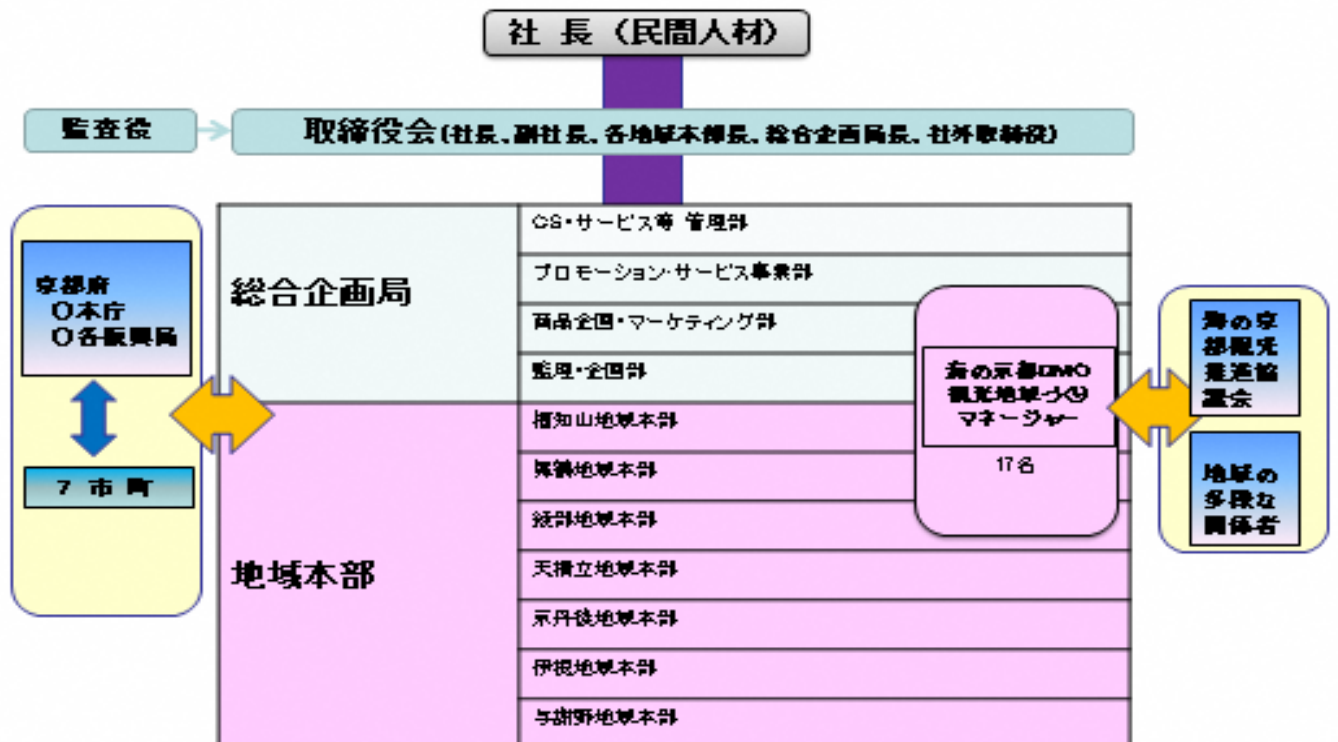 社 長 (民間人材)
監査役
取締役会(社長、副社長、各地域本部長、総合企画局長、社外取締役)
京都府
○本庁
○各振興局
7 市 町
総合企画局
CS・サービス等 管理部
プロモーション・サービス事業部
商品企画・マーケティング部
監理・企画部
地域本部
福知山地域本部
舞鶴地域本部
綾部地域本部
天橋立地域本部
京丹後地域本部
伊根地域本部
与謝野地域本部
海の京都DMO
観光地域づくり
マネージャー
17名
海の京
都観光
推進協
議会
地域の
多様な
関係者